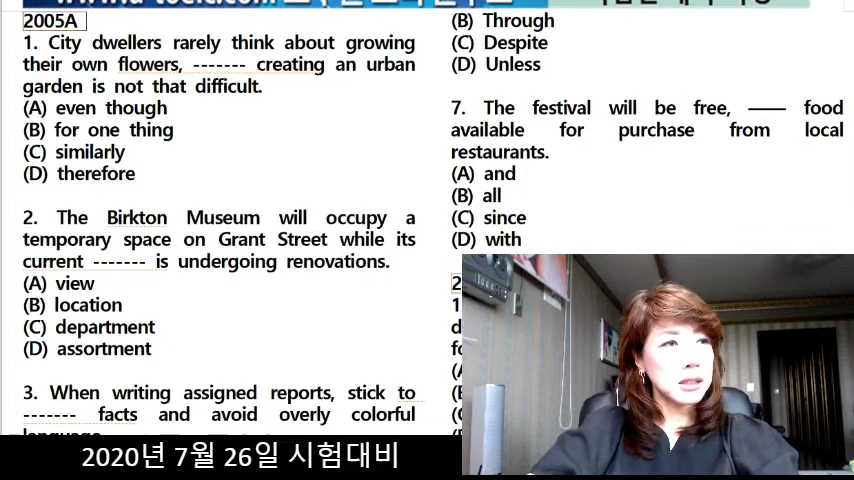 2005A
1. City dwellers rarely think about growing
their own flowers, ------- creating an urban
garden is not that difficult.
(A) even though
(B) for one thing
(C) similarly
(D) therefore
2. The Birkton Museum will occupy a
temporary space on Grant Street while its
current ------- is undergoing renovations.
(A) view
(B) location
(C) department
(D) assortment
3. When writing assigned reports, stick to
------- facts and avoid overly colorful
(B) Through
(C) Despite
(D) Unless
7. The festival will be free, —— food
available for purchase from local
restaurants.
(A) and
(B) all
(C) since
(D) with
2020년 7월 26일 시험대비